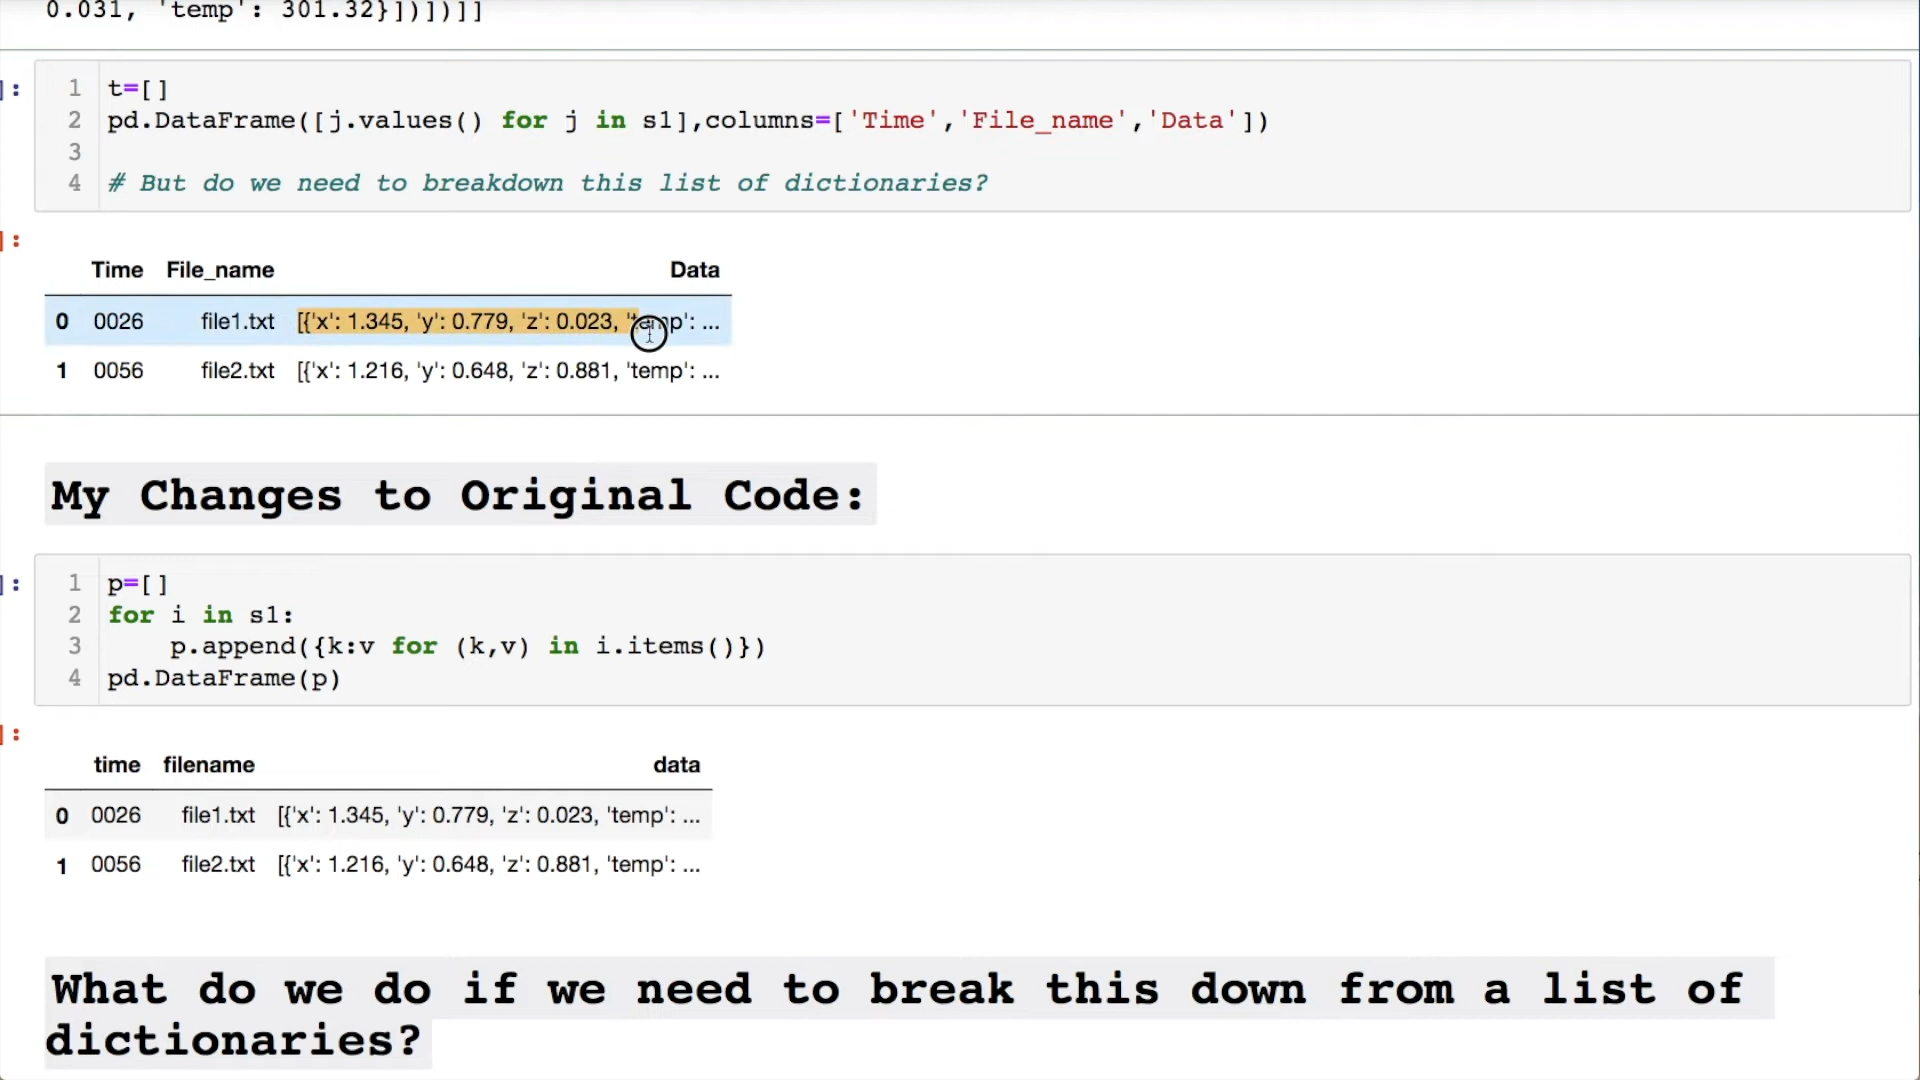 0.031, 'temp': 301.32}])])]]
]:
1 t=[]
2 pd.DataFrame([j.values() for j in s1],columns=['Time','File_name','Data'])
3
4 # But do we need to breakdown this list of dictionaries?
]:
Time File_name Data
0 0026 file1.txt [{'x': 1.345, 'y': 0.779, 'z': 0.023, 'temp': ...
1 0056 file2.txt [{'x': 1.216, 'y': 0.648, 'z': 0.881, 'temp': ...
My Changes to Original Code:
]:
1 p=[]
2 for i in s1:
3 p.append({k:v for (k,v) in i.items()})
4 pd.DataFrame(p)
]:
time filename data
0 0026 file1.txt [{'x': 1.345, 'y': 0.779, 'z': 0.023, 'temp': ...
1 0056 file2.txt [{'x': 1.216, 'y': 0.648, 'z': 0.881, 'temp': ...
What do we do if we need to break this down from a list of
dictionaries?